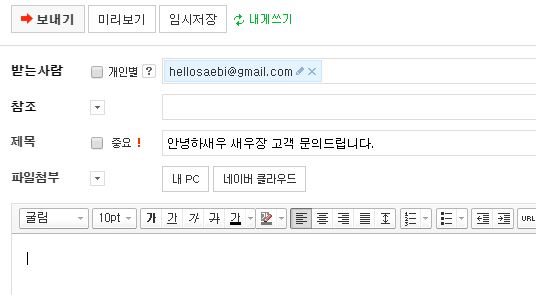 보내기 미리보기 임시저장 내게쓰기
받는사람 개인별 ? hellosaebi@gmail.com
참조
제목 중요 ! 안녕하새우 새우장 고객 문의드립니다.
파일첨부 내 PC 네이버 클라우드
굴림 10pt 가 가 가 가 가 URL